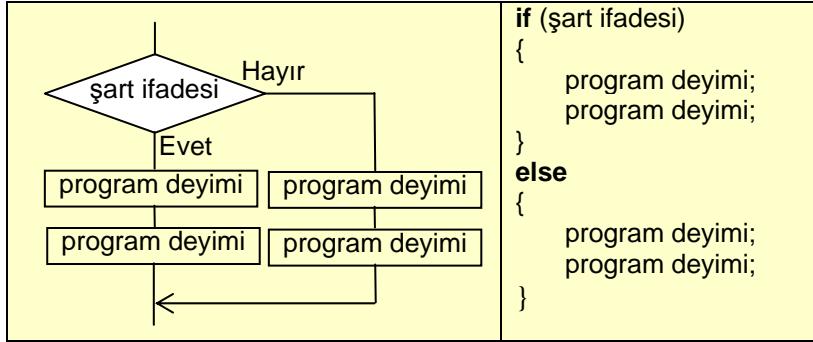 Hayır
şart ifadesi
Evet
program deyimi program deyimi
program deyimi program deyimi
if (şart ifadesi)
{
program deyimi;
program deyimi;
}
else
{
program deyimi;
program deyimi;
}